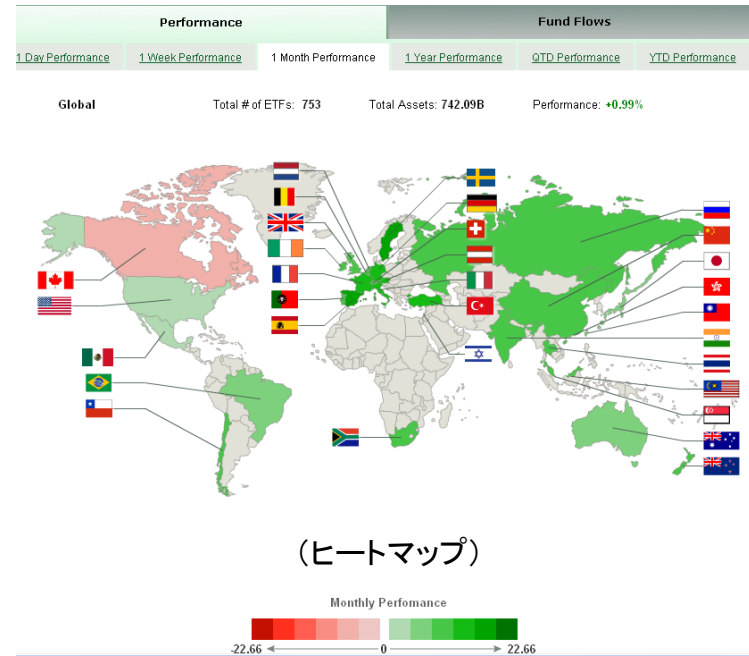 Performance Fund Flows
1 Day Performance 1 Week Performance 1 Month Performance 1 Year Performance QTD Performance YTD Performance
Global Total # of ETFs: 753 Total Assets: 742.09B Performance: +0.99%
（ヒートマップ）
Monthly Perfomance
-22.66 0 22.66